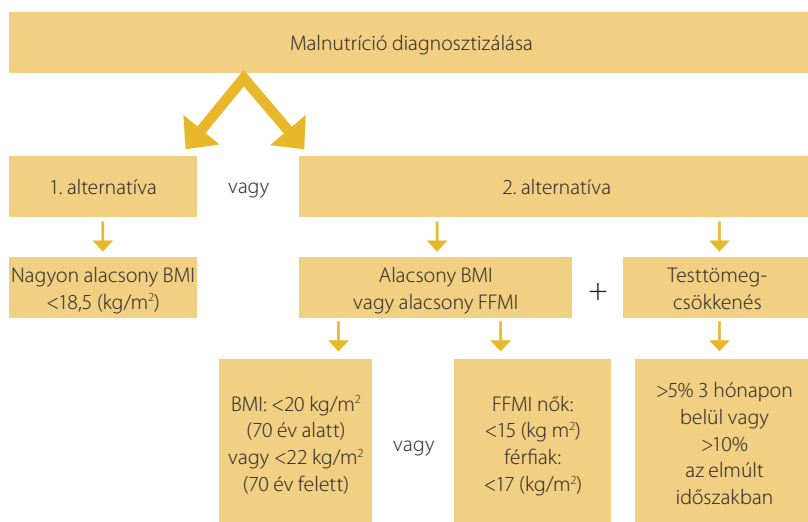 Malnutríció diagnosztizálása
1. alternatíva
vagy
2. alternatíva
Nagyon alacsony BMI
<18,5 (kg/m²)
Alacsony BMI
vagy alacsony FFMI
+
Testtömeg-
csökkenés
BMI: <20 kg/m²
(70 év alatt)
vagy <22 kg/m²
(70 év felett)
vagy
FFMI nők:
<15 (kg m²)
férfiak:
<17 (kg/m²)
>5% 3 hónapon
belül vagy
>10%
az elmúlt
időszakban